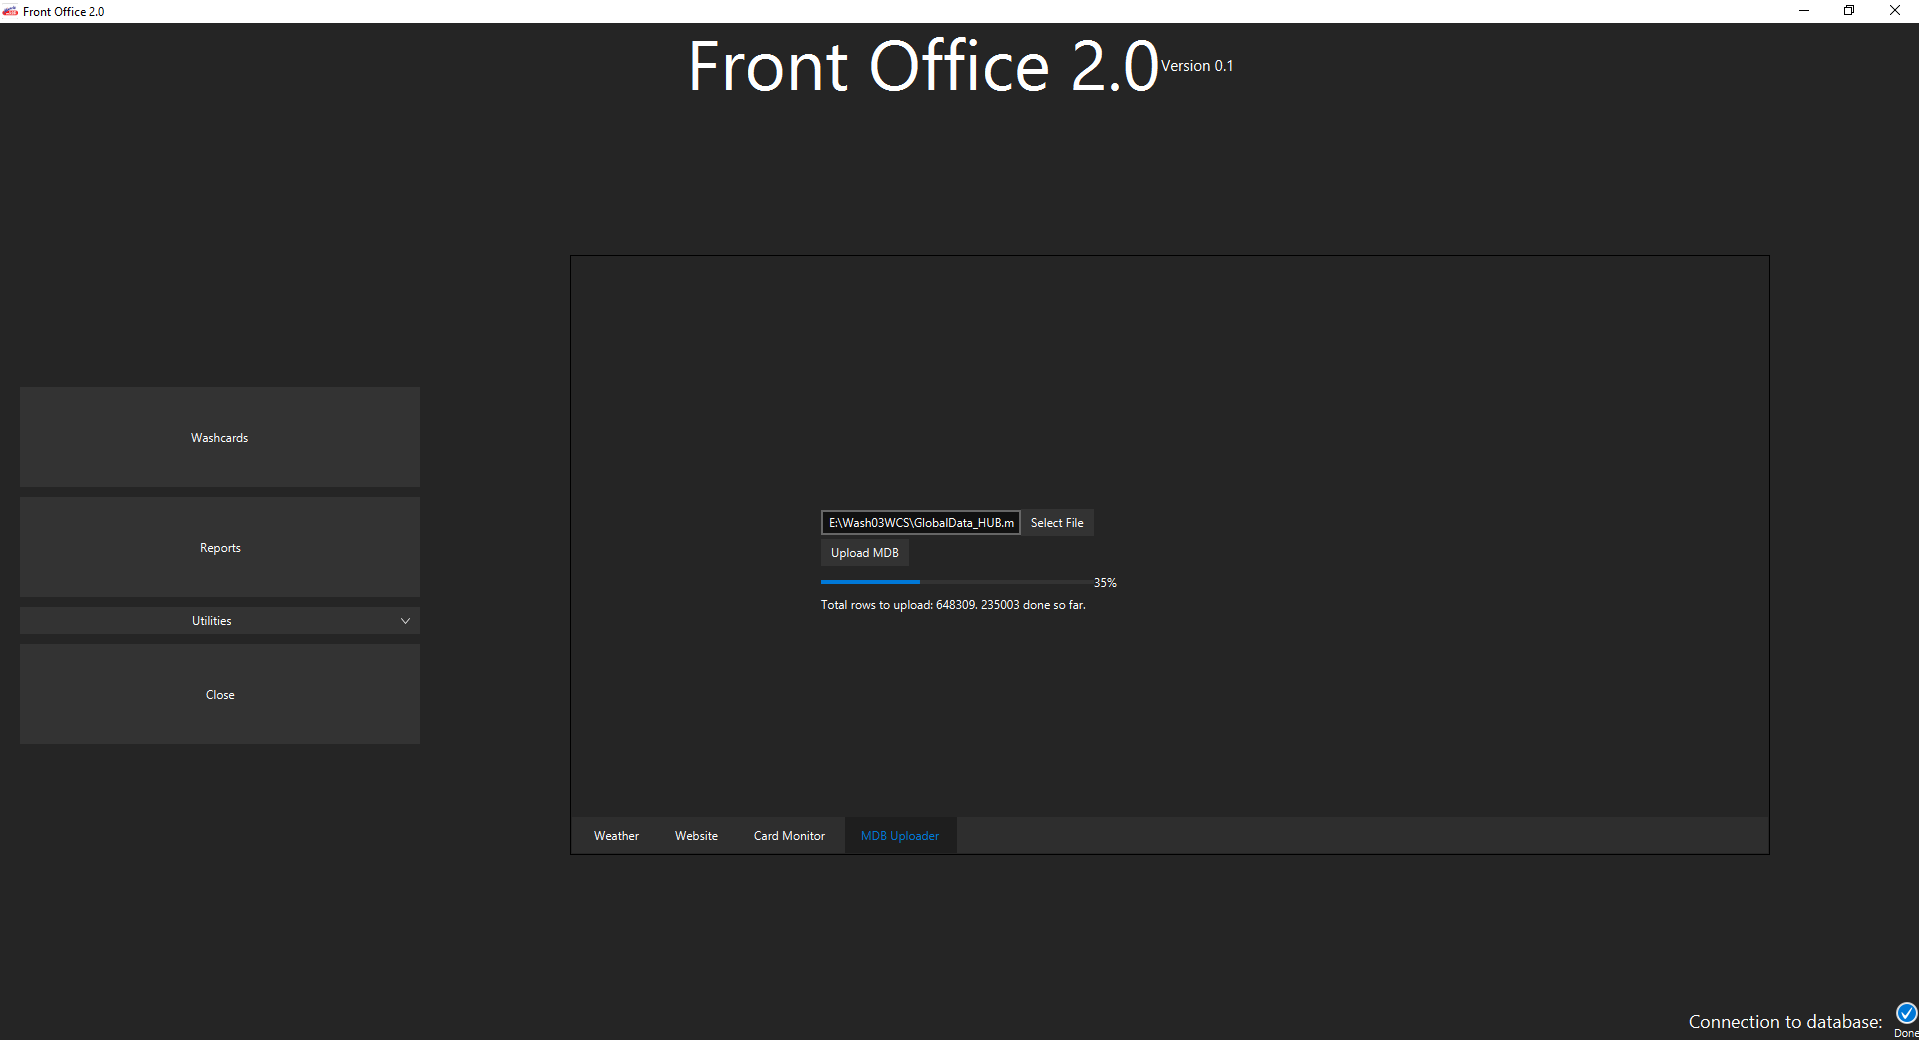 Front Office 2.0
Front Office 2.0 Version 0.1
Washcards
Reports
Utilities
Close
E:\Wash03WCS\GlobalData_HUB.m
Select File
Upload MDB
35%
Total rows to upload: 648309. 235003 done so far.
Weather
Website
Card Monitor
MDB Uploader
Connection to database:
Done